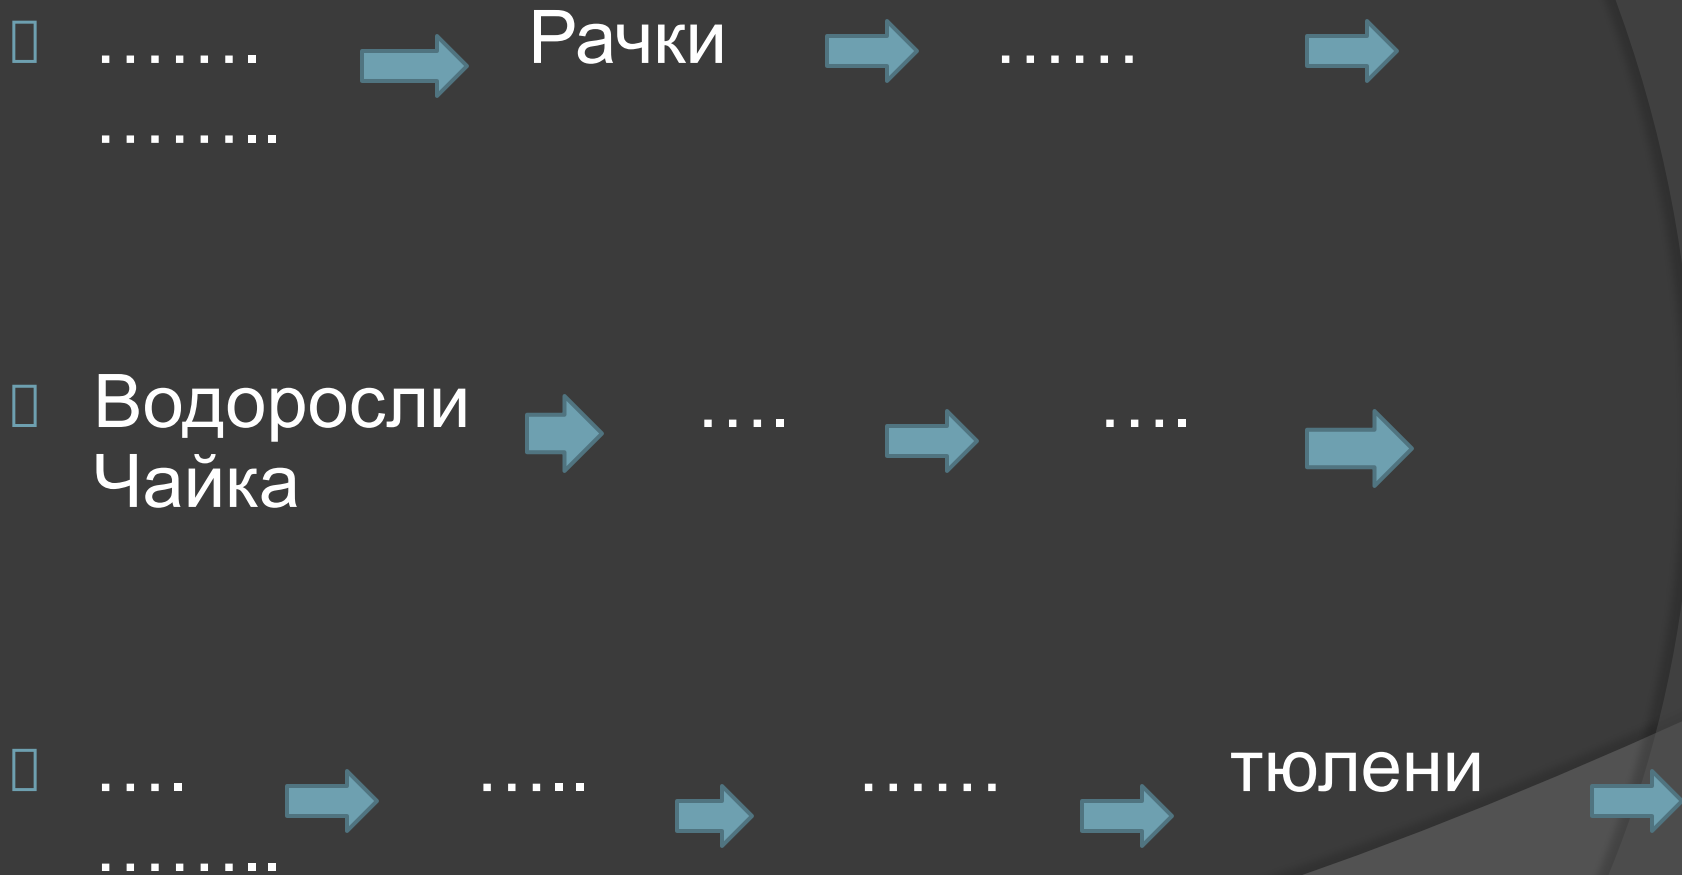 ……. Рачки ……
……..
Водоросли …. ….
Чайка
…. ….. …… тюлени
……..